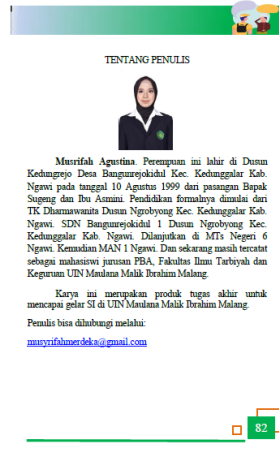 TENTANG PENULIS
Musrifah Agustina. Perempuan ini lahir di Dusun
Kedungrejo Desa Bangunrejokidul Kec. Kedunggalar Kab.
Ngawi pada tanggal 10 Agustus 1999 dari pasangan Bapak
Sugeng dan Ibu Asmini. Pendidikan formalnya dimulai dari
TK Dharmawanita Dusun Ngrobyong Kec. Kedunggalar Kab.
Ngawi. SDN Bangunrejokidul 1 Dusun Ngrobyong Kec.
Kedunggalar Kab. Ngawi. Dilanjutkan di MTs Negeri 6
Ngawi. Kemudian MAN 1 Ngawi. Dan sekarang masih tercatat
sebagai mahasiswi jurusan PBA, Fakultas Ilmu Tarbiyah dan
Keguruan UIN Maulana Malik Ibrahim Malang.
Karya ini merupakan produk tugas akhir untuk
mencapai gelar SI di UIN Maulana Malik Ibrahim Malang.
Penulis bisa dihubungi melalui:
musyrifahmerdeka@gmail.com
82